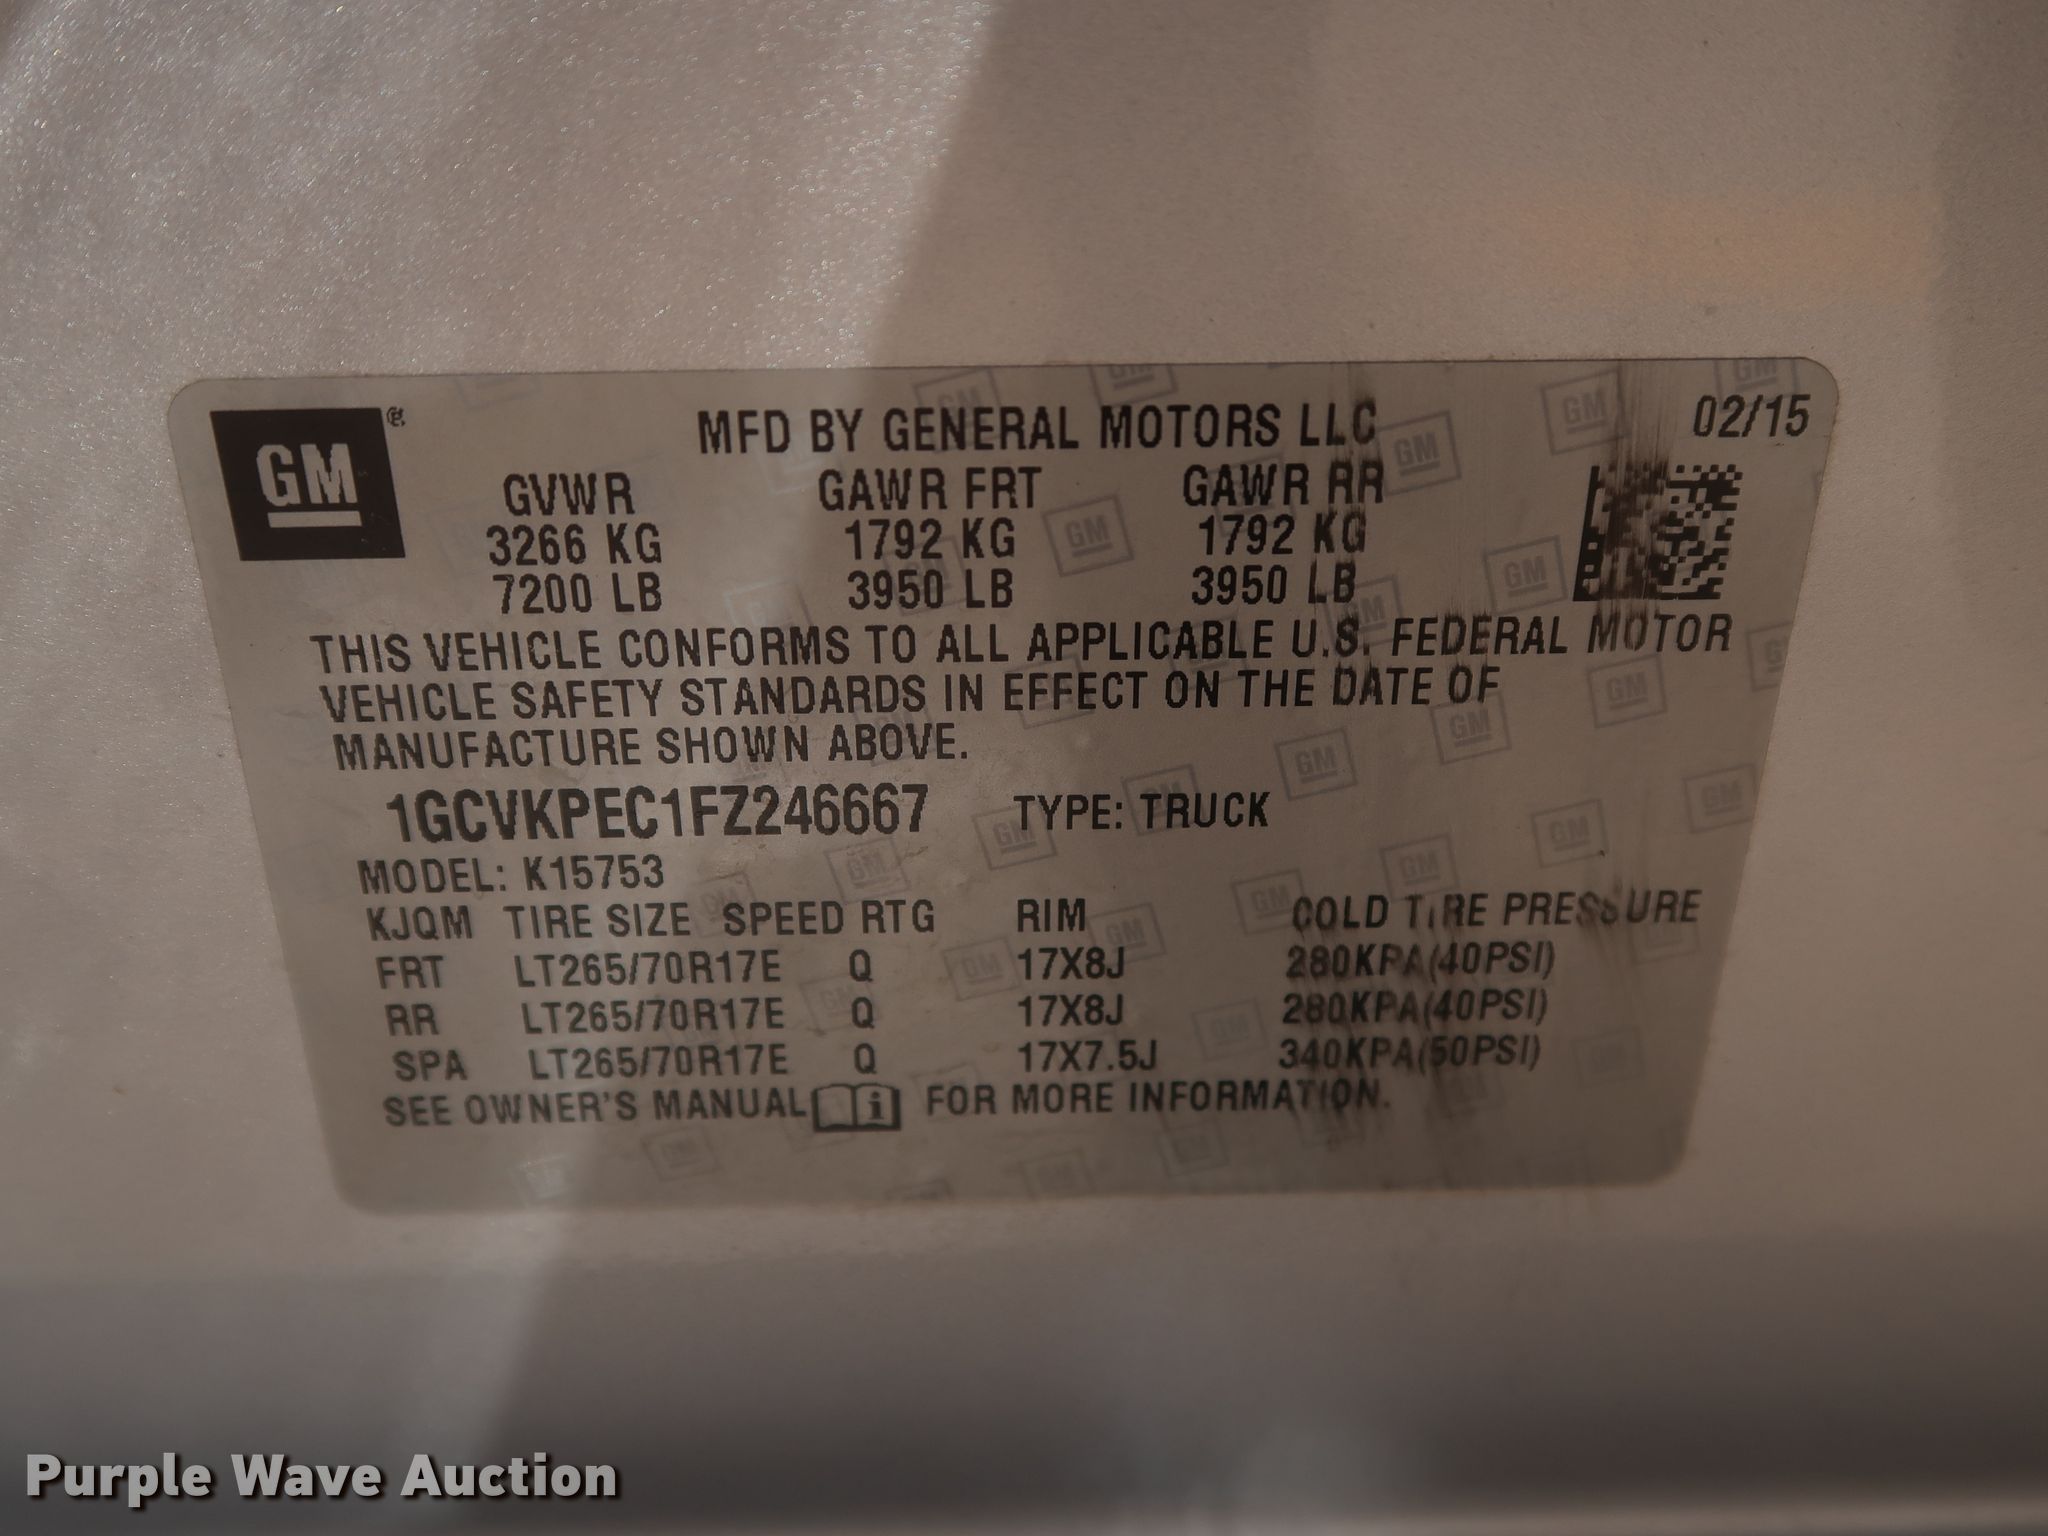 GM
MFD BY GENERAL MOTORS LLC 02/15
GVWR GAWR FRT GAWR RR
3266 KG 1792 KG 1792 KG
7200 LB 3950 LB 3950 LB
THIS VEHICLE CONFORMS TO ALL APPLICABLE U.S. FEDERAL MOTOR
VEHICLE SAFETY STANDARDS IN EFFECT ON THE DATE OF
MANUFACTURE SHOWN ABOVE.
1GCVKPEC1FZ246667 TYPE: TRUCK
MODEL: K15753
KJQM TIRE SIZE SPEED RTG RIM COLD TIRE PRESSURE
FRT LT265/70R17E Q 17X8J 280KPA(40PSI)
RR LT265/70R17E Q 17X8J 280KPA(40PSI)
SPA LT265/70R17E Q 17X7.5J 340KPA(50PSI)
SEE OWNER'S MANUAL i FOR MORE INFORMATION.
Purple Wave Auction